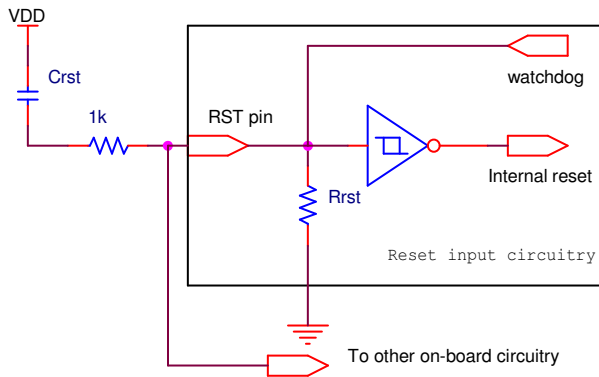 VDD
Crst
1k
RST pin
watchdog
Internal reset
Rrst
Reset input circuitry
To other on-board circuitry